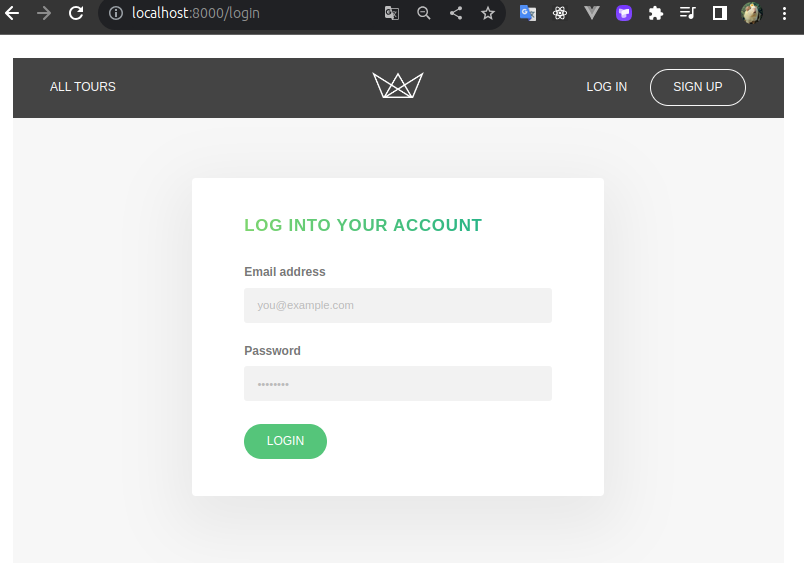 localhost:8000/login
ALL TOURS
LOG IN
SIGN UP
LOG INTO YOUR ACCOUNT
Email address
you@example.com
Password
••••••••
LOGIN